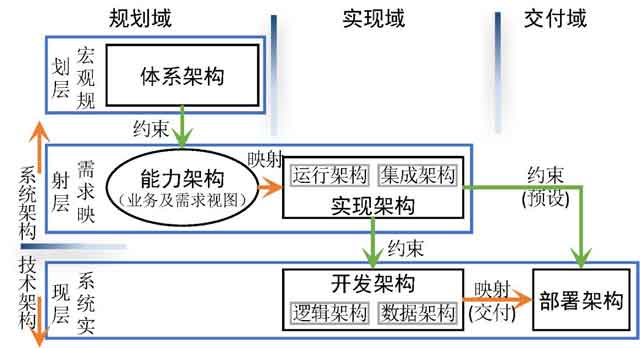 规划域
实现域
交付域
宏观规
划层
体系架构
约束
需求映
射层
能力架构
(业务及需求视图)
映射
运行架构
集成架构
实现架构
约束
(预设)
系统架构
约束
技术架构
系统实
现层
开发架构
逻辑架构
数据架构
映射
(交付)
部署架构